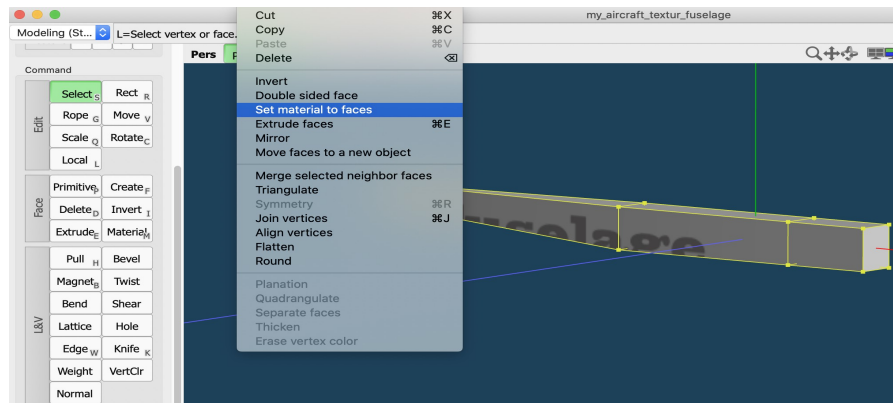 my_aircraft_textur_fuselage
Modeling (St...
L=Select vertex or face.
Pers
Command
Edit
Select S
Rect R
Rope G
Move V
Scale Q
Rotate C
Local L
Face
Primitive P
Create F
Delete D
Invert I
Extrude E
Material M
L&V
Pull H
Bevel
Magnet B
Twist
Bend
Shear
Lattice
Hole
Edge W
Knife K
Weight
VertClr
Normal
Cut ⌘X
Copy ⌘C
Paste ⌘V
Delete ⌫
Invert
Double sided face
Set material to faces
Extrude faces ⌘E
Mirror
Move faces to a new object
Merge selected neighbor faces
Triangulate
Symmetry ⌘R
Join vertices ⌘J
Align vertices
Flatten
Round
Planation
Quadrangulate
Separate faces
Thicken
Erase vertex color
fuselage